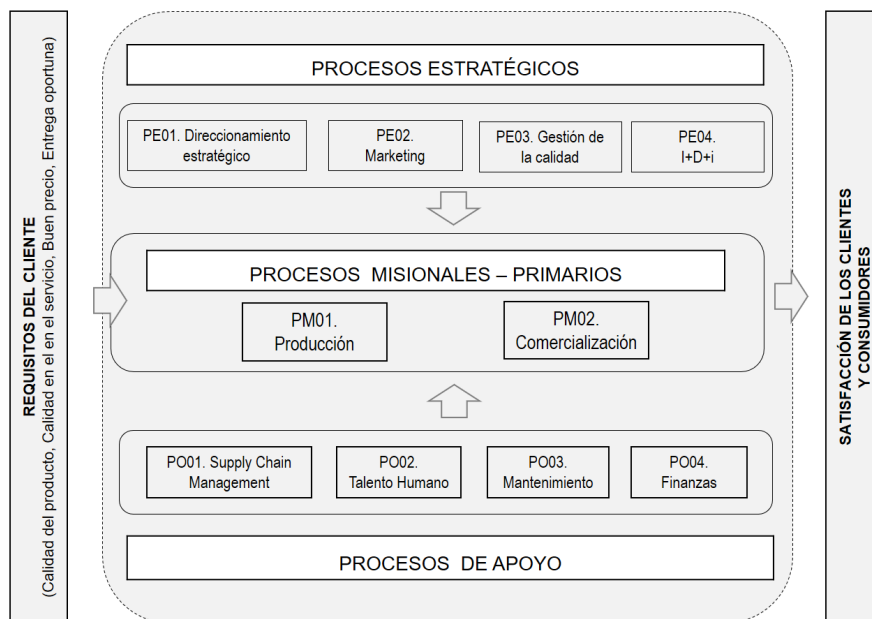 REQUISITOS DEL CLIENTE
(Calidad del producto, Calidad en el en el servicio, Buen precio, Entrega oportuna)
PROCESOS ESTRATÉGICOS
PE01. Direccionamiento
estratégico
PE02.
Marketing
PE03. Gestión de
la calidad
PE04.
I+D+i
PROCESOS MISIONALES – PRIMARIOS
PM01.
Producción
PM02.
Comercialización
PO01. Supply Chain
Management
PO02.
Talento Humano
PO03.
Mantenimiento
PO04.
Finanzas
PROCESOS DE APOYO
SATISFACCIÓN DE LOS CLIENTES
Y CONSUMIDORES